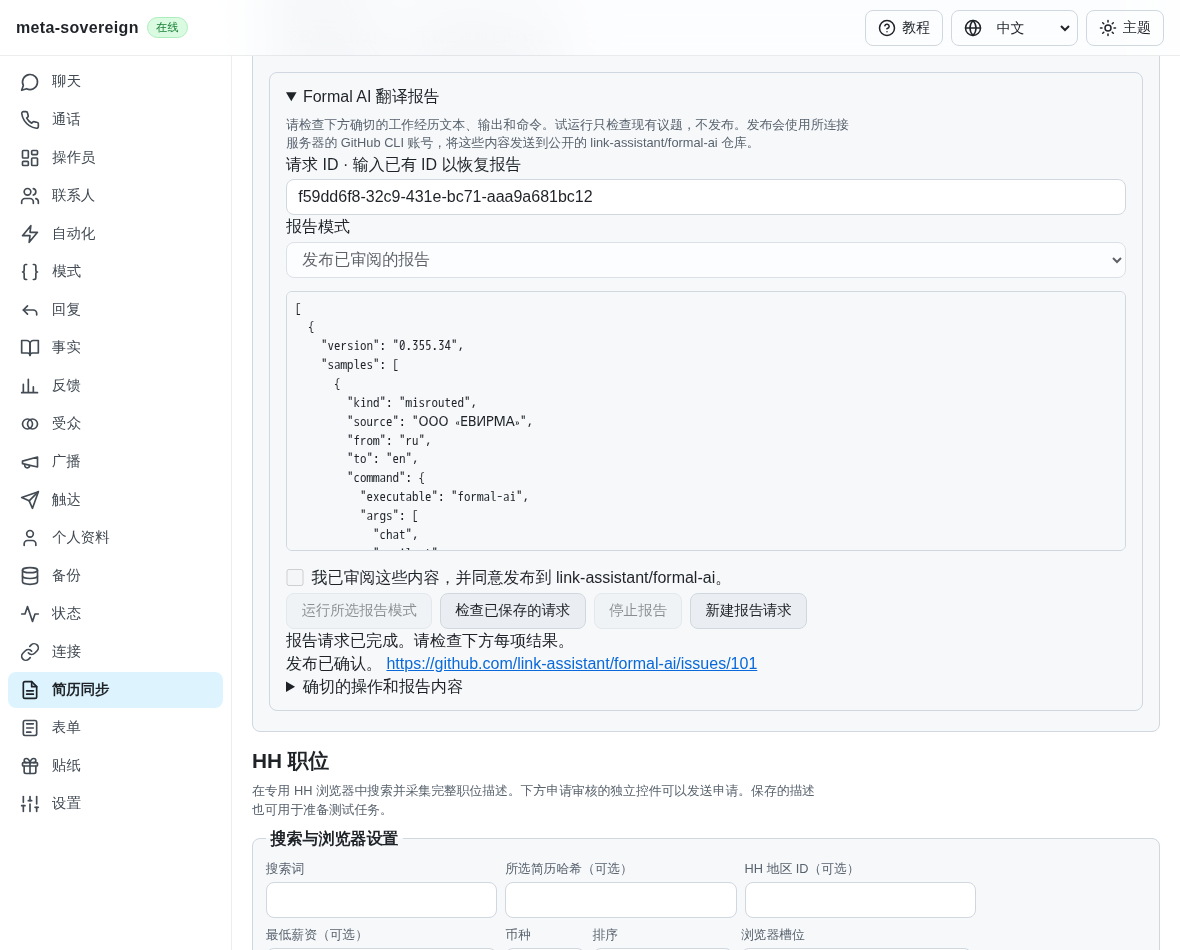 meta-sovereign 在线 教程 中文 主题
聊天
通话
操作员
联系人
自动化
模式
回复
事实
反馈
受众
广播
触达
个人资料
备份
状态
连接
简历同步
表单
贴纸
设置
Formal AI 翻译报告
请检查下方确切的工作经历文本、输出和命令。试运行只检查现有议题，不发布。发布会使用所连接
服务器的 GitHub CLI 账号，将这些内容发送到公开的 link-assistant/formal-ai 仓库。
请求 ID · 输入已有 ID 以恢复报告
f59dd6f8-32c9-431e-bc71-aaa9a681bc12
报告模式
发布已审阅的报告
[
{
"version": "0.355.34",
"samples": [
{
"kind": "misrouted",
"source": "ООО «ЕВИРМА»",
"from": "ru",
"to": "en",
"command": {
"executable": "formal-ai",
"args": [
"chat",
我已审阅这些内容，并同意发布到 link-assistant/formal-ai。
运行所选报告模式 检查已保存的请求 停止报告 新建报告请求
报告请求已完成。请检查下方每项结果。
发布已确认。 https://github.com/link-assistant/formal-ai/issues/101
确切的操作和报告内容
HH 职位
在专用 HH 浏览器中搜索并采集完整职位描述。下方申请审核的独立控件可以发送申请。保存的描述
也可用于准备测试任务。
搜索与浏览器设置
搜索词 所选简历哈希（可选） HH 地区 ID（可选）
最低薪资（可选） 币种 排序 浏览器槽位